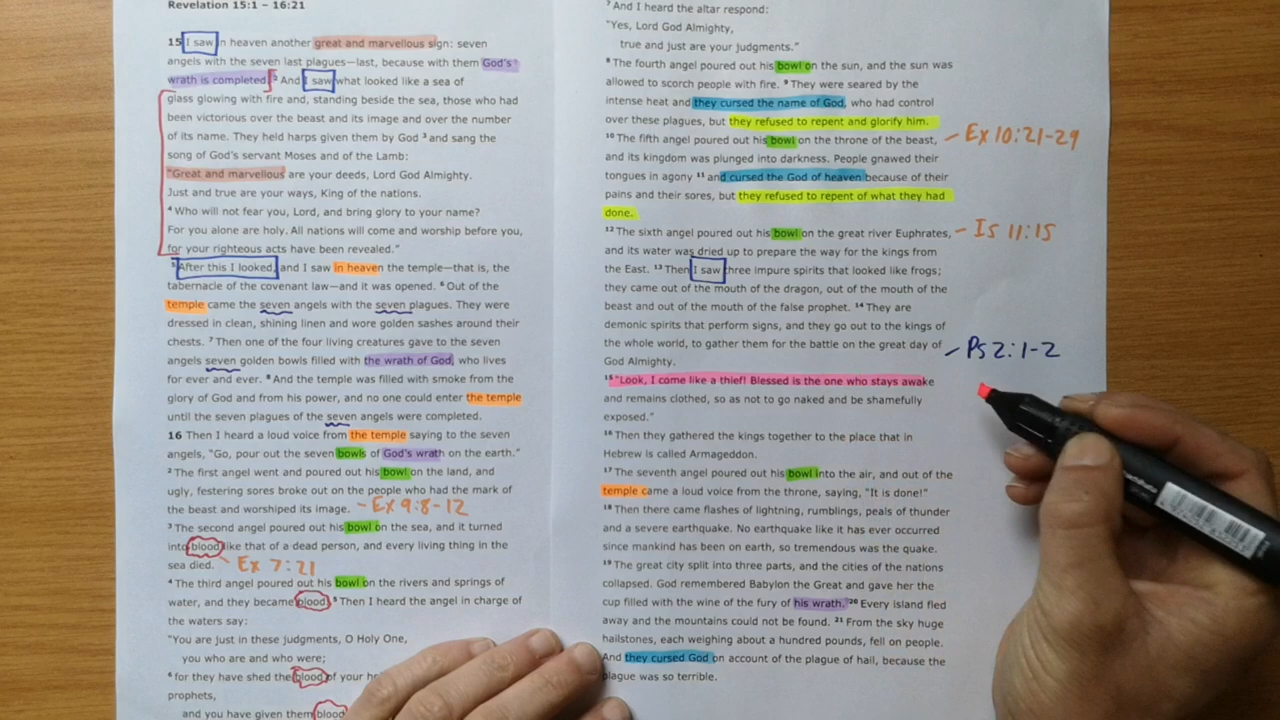 Revelation 15:1 – 16:21
15 I saw in heaven another great and marvellous sign: seven
angels with the seven last plagues—last, because with them God's
wrath is completed. ² And I saw what looked like a sea of
glass glowing with fire and, standing beside the sea, those who had
been victorious over the beast and its image and over the number
of its name. They held harps given them by God ³ and sang the
song of God's servant Moses and of the Lamb:
"Great and marvellous are your deeds, Lord God Almighty.
Just and true are your ways, King of the nations.
⁴ Who will not fear you, Lord, and bring glory to your name?
For you alone are holy. All nations will come and worship before you,
for your righteous acts have been revealed."
⁵ After this I looked, and I saw in heaven the temple—that is, the
tabernacle of the covenant law—and it was opened. ⁶ Out of the
temple came the seven angels with the seven plagues. They were
dressed in clean, shining linen and wore golden sashes around their
chests. ⁷ Then one of the four living creatures gave to the seven
angels seven golden bowls filled with the wrath of God, who lives
for ever and ever. ⁸ And the temple was filled with smoke from the
glory of God and from his power, and no one could enter the temple
until the seven plagues of the seven angels were completed.
16 Then I heard a loud voice from the temple saying to the seven
angels, "Go, pour out the seven bowls of God's wrath on the earth."
² The first angel went and poured out his bowl on the land, and
ugly, festering sores broke out on the people who had the mark of
the beast and worshiped its image. - Ex 9:8-12
³ The second angel poured out his bowl on the sea, and it turned
into blood like that of a dead person, and every living thing in the
sea died. - Ex 7:21
⁴ The third angel poured out his bowl on the rivers and springs of
water, and they became blood. ⁵ Then I heard the angel in charge of
the waters say:
"You are just in these judgments, O Holy One,
you who are and who were;
⁶ for they have shed the blood of your
prophets,
and you have given them blood
⁷ And I heard the altar respond:
"Yes, Lord God Almighty,
true and just are your judgments."
⁸ The fourth angel poured out his bowl on the sun, and the sun was
allowed to scorch people with fire. ⁹ They were seared by the
intense heat and they cursed the name of God, who had control
over these plagues, but they refused to repent and glorify him.
¹⁰ The fifth angel poured out his bowl on the throne of the beast, - Ex 10:21-29
and its kingdom was plunged into darkness. People gnawed their
tongues in agony ¹¹ and cursed the God of heaven because of their
pains and their sores, but they refused to repent of what they had
done.
¹² The sixth angel poured out his bowl on the great river Euphrates, - Is 11:15
and its water was dried up to prepare the way for the kings from
the East. ¹³ Then I saw three impure spirits that looked like frogs;
they came out of the mouth of the dragon, out of the mouth of the
beast and out of the mouth of the false prophet. ¹⁴ They are
demonic spirits that perform signs, and they go out to the kings of
the whole world, to gather them for the battle on the great day of - Ps 2:1-2
God Almighty.
¹⁵ "Look, I come like a thief! Blessed is the one who stays awake
and remains clothed, so as not to go naked and be shamefully
exposed."
¹⁶ Then they gathered the kings together to the place that in
Hebrew is called Armageddon.
¹⁷ The seventh angel poured out his bowl into the air, and out of the
temple came a loud voice from the throne, saying, "It is done!"
¹⁸ Then there came flashes of lightning, rumblings, peals of thunder
and a severe earthquake. No earthquake like it has ever occurred
since mankind has been on earth, so tremendous was the quake.
¹⁹ The great city split into three parts, and the cities of the nations
collapsed. God remembered Babylon the Great and gave her the
cup filled with the wine of the fury of his wrath. ²⁰ Every island fled
away and the mountains could not be found. ²¹ From the sky huge
hailstones, each weighing about a hundred pounds, fell on people.
And they cursed God on account of the plague of hail, because the
plague was so terrible.